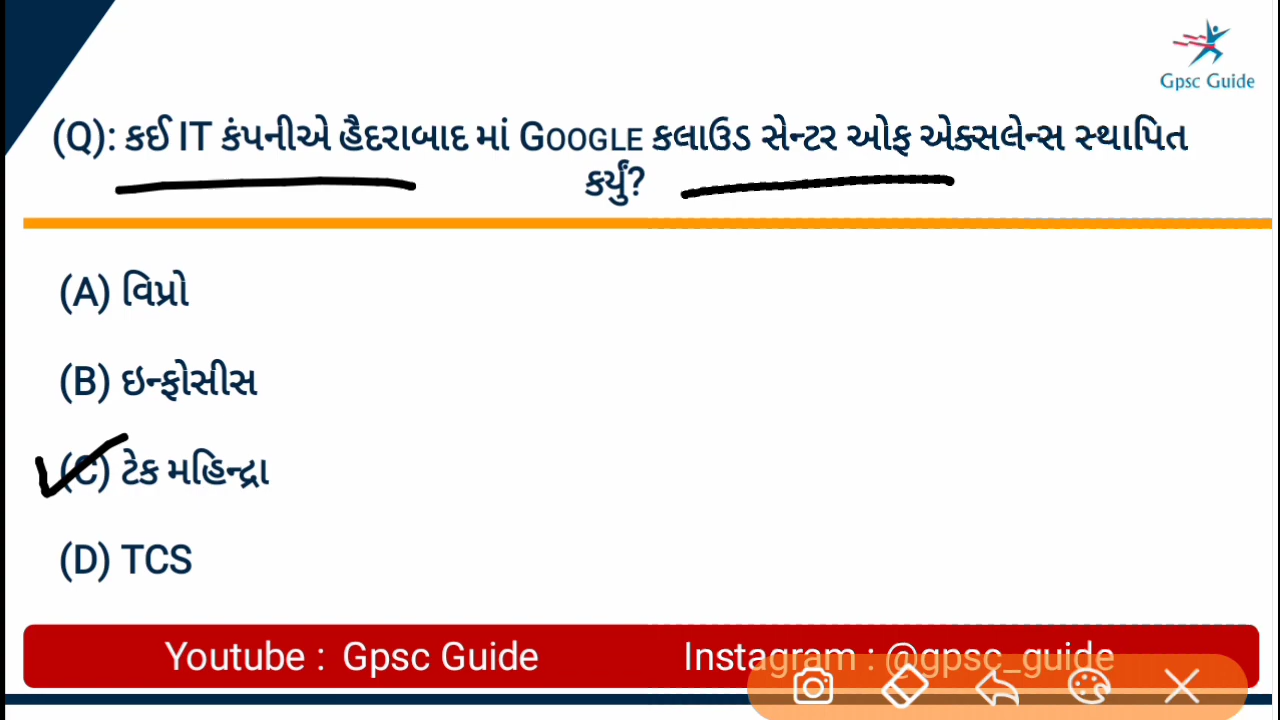 Gpsc Guide
(Q): કઈ IT કંપનીએ હૈદરાબાદ માં GOOGLE કલાઉડ સેન્ટર ઓફ એક્સલેન્સ સ્થાપિત
કર્યું?
(A) વિપ્રો
(B) ઇન્ફોસીસ
(C) ટેક મહિન્દ્રા
(D) TCS
Youtube : Gpsc Guide Instagram : @gpsc_guide